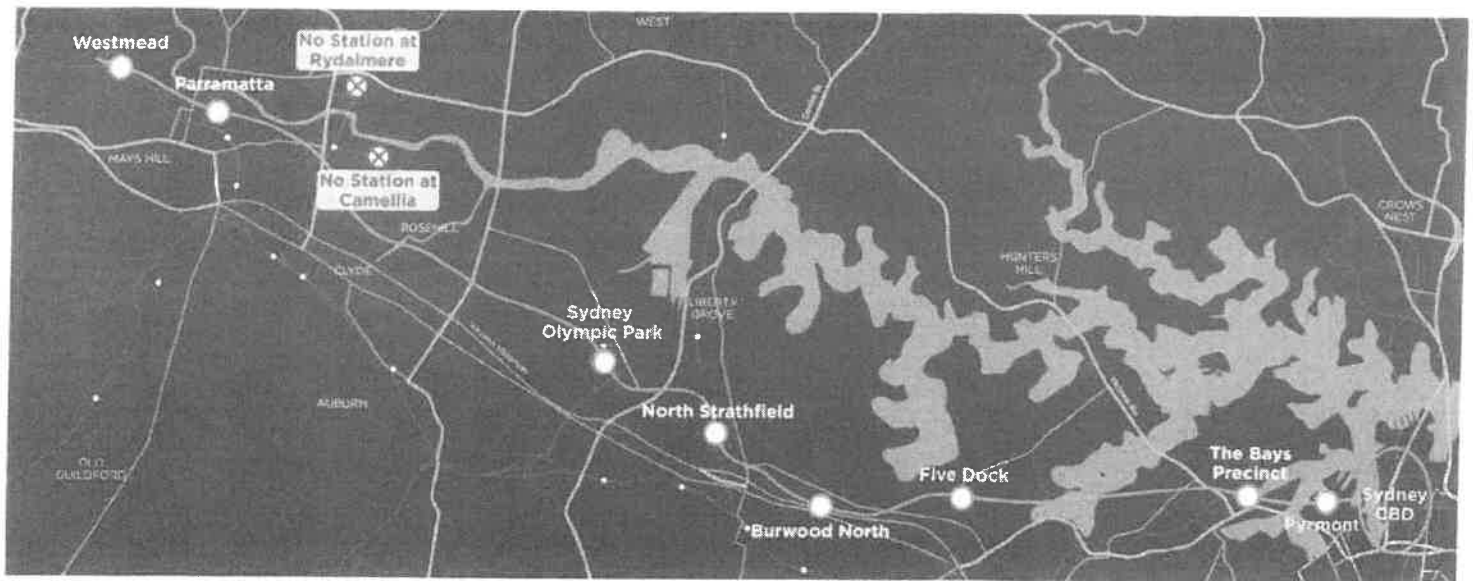 WEST
Westmead
No Station at
Rydalmere
Parramatta
MAYS HILL
No Station at
Camellia
ROSEHILL
CLYDE
CROWS
NEST
HUNTERS
HILL
LIBERTY
GROVE
Sydney
Olympic Park
AUBURN
North Strathfield
OLD
GUILDFORD
Five Dock
The Bays
Precinct
Burwood North
Pyrmont
Sydney
CBD